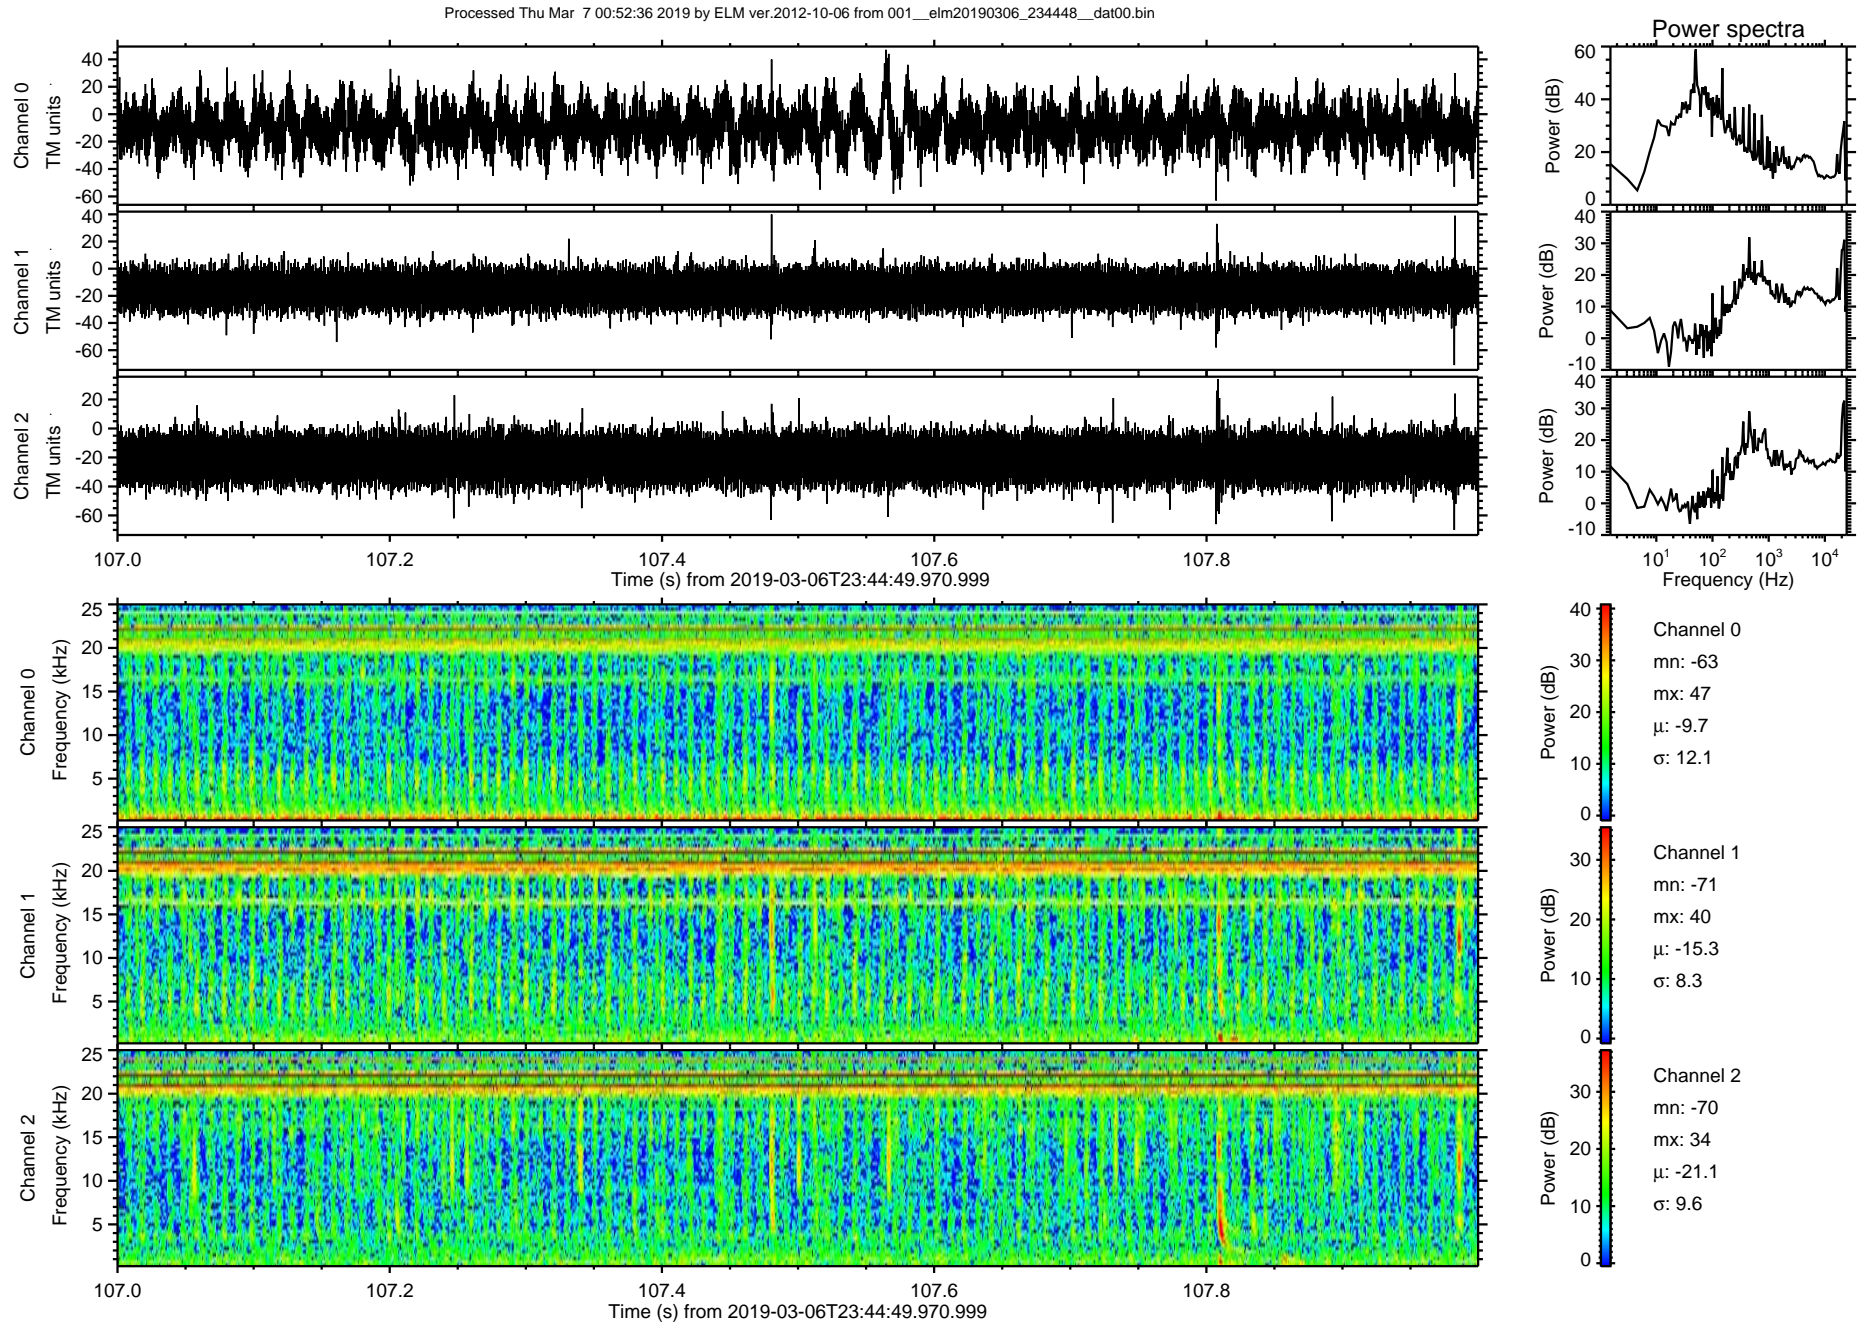 Processed Thu Mar  7 00:52:36 2019 by ELM ver.2012-10-06 from 001__elm20190306_234448__dat00.bin
Power spectra
Channel 0
TM units
40
20
0
-20
-40
-60
Power (dB)
60
40
20
0
Channel 1
TM units
40
20
0
-20
-40
-60
Power (dB)
40
30
20
10
0
-10
Channel 2
TM units
20
0
-20
-40
-60
Power (dB)
40
30
20
10
0
-10
107.0 107.2 107.4 107.6 107.8
Time (s) from 2019-03-06T23:44:49.970.999
10^1 10^2 10^3 10^4
Frequency (Hz)
Channel 0
Frequency (kHz)
25
20
15
10
5
Power (dB)
40
30
20
10
0
Channel 0
mn: -63
mx: 47
μ: -9.7
σ: 12.1
Channel 1
Frequency (kHz)
25
20
15
10
5
Power (dB)
30
20
10
0
Channel 1
mn: -71
mx: 40
μ: -15.3
σ: 8.3
Channel 2
Frequency (kHz)
25
20
15
10
5
Power (dB)
30
20
10
0
Channel 2
mn: -70
mx: 34
μ: -21.1
σ: 9.6
107.0 107.2 107.4 107.6 107.8
Time (s) from 2019-03-06T23:44:49.970.999